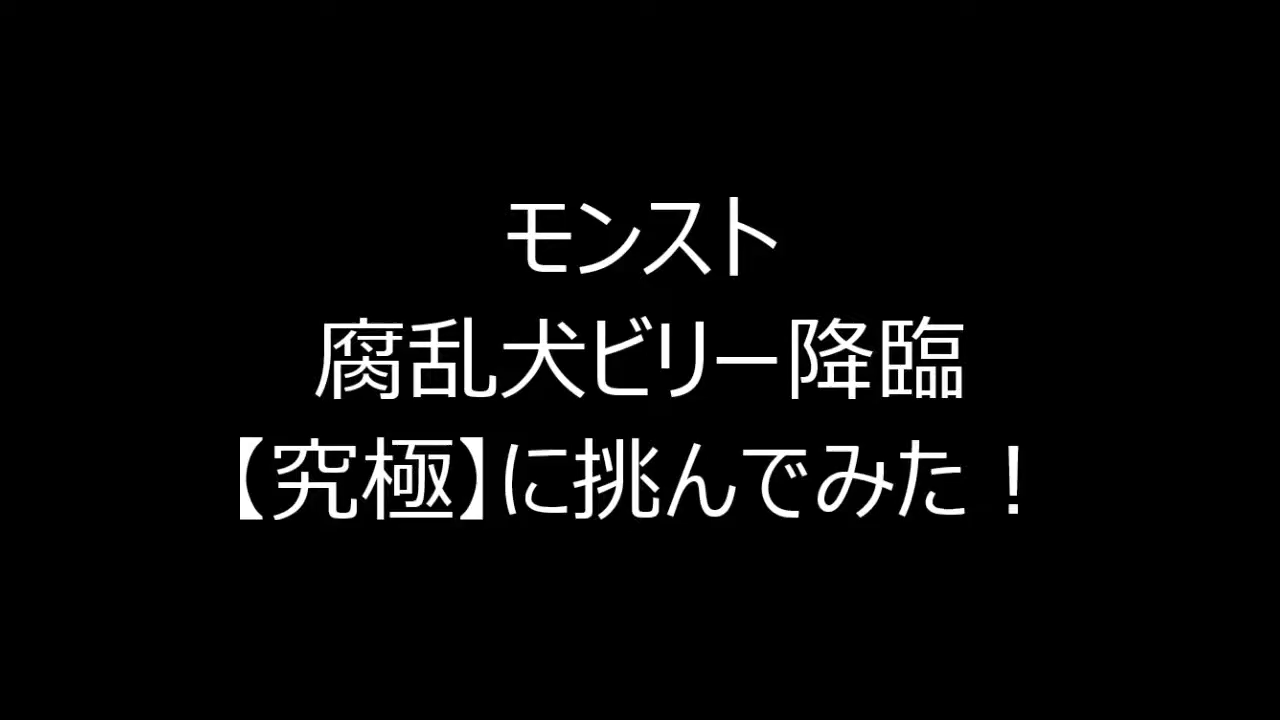 モンスト
腐乱犬ビリー降臨
【究極】に挑んでみた！